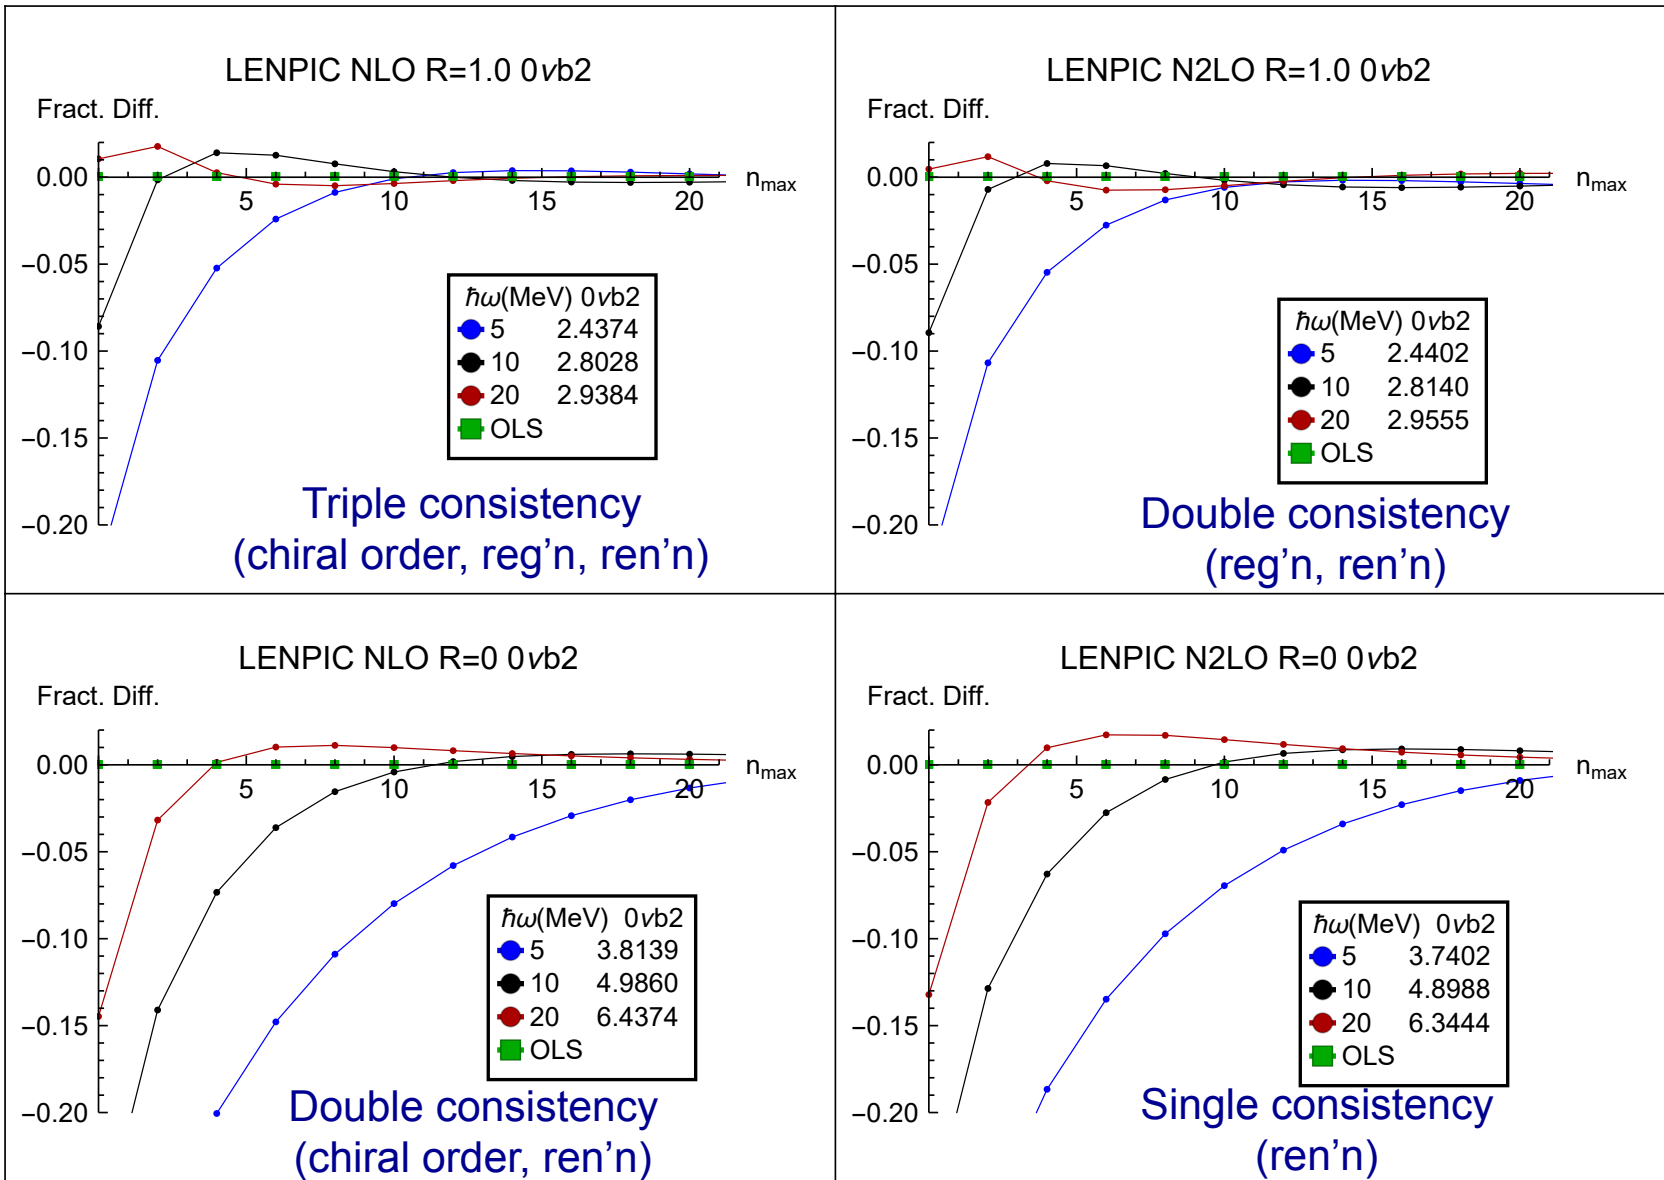 LENPIC NLO R=1.0 0νb2
Fract. Diff.
0.00
−0.05
−0.10
−0.15
−0.20
5
10
15
20
n_max
ℏω(MeV) 0νb2
5 2.4374
10 2.8028
20 2.9384
OLS
Triple consistency
(chiral order, reg’n, ren’n)
LENPIC N2LO R=1.0 0νb2
Fract. Diff.
0.00
−0.05
−0.10
−0.15
−0.20
5
10
15
20
n_max
ℏω(MeV) 0νb2
5 2.4402
10 2.8140
20 2.9555
OLS
Double consistency
(reg’n, ren’n)
LENPIC NLO R=0 0νb2
Fract. Diff.
0.00
−0.05
−0.10
−0.15
−0.20
5
10
15
20
n_max
ℏω(MeV) 0νb2
5 3.8139
10 4.9860
20 6.4374
OLS
Double consistency
(chiral order, ren’n)
LENPIC N2LO R=0 0νb2
Fract. Diff.
0.00
−0.05
−0.10
−0.15
−0.20
5
10
15
20
n_max
ℏω(MeV) 0νb2
5 3.7402
10 4.8988
20 6.3444
OLS
Single consistency
(ren’n)